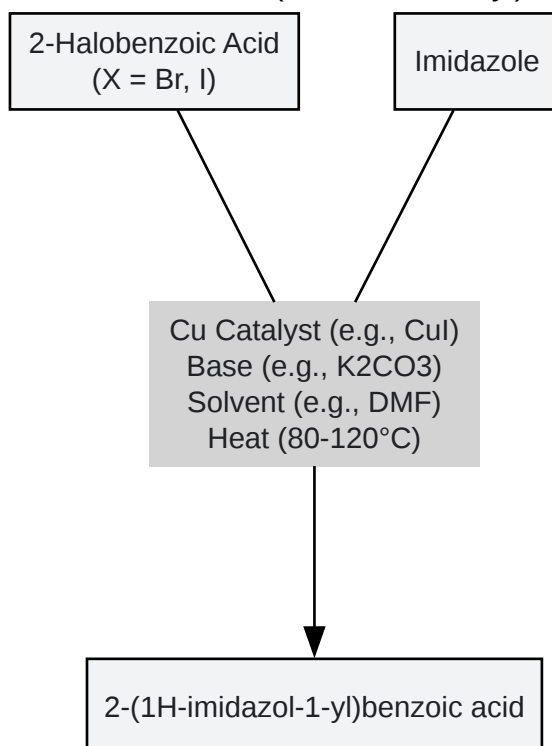 2-Halobenzoic Acid
(X = Br, I)
Imidazole
Cu Catalyst (e.g., CuI)
Base (e.g., K2CO3)
Solvent (e.g., DMF)
Heat (80-120°C)
2-(1H-imidazol-1-yl)benzoic acid